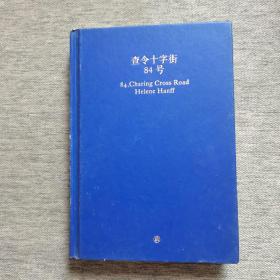 查令十字街
84号
84, Charing Cross Road
Helene Hanff